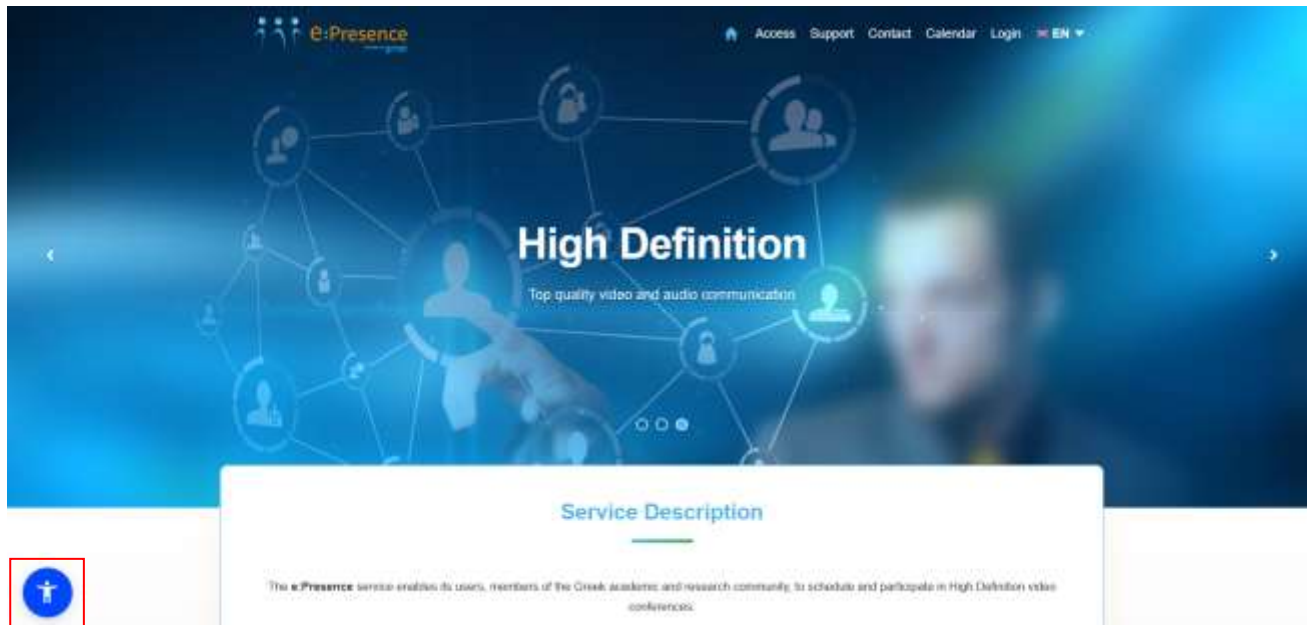 e:Presence
Access Support Contact Calendar Login EN
High Definition
Top quality video and audio communication
Service Description
The e:Presence service enables its users, members of the Greek academic and research community, to schedule and participate in High Definition video
conferences.